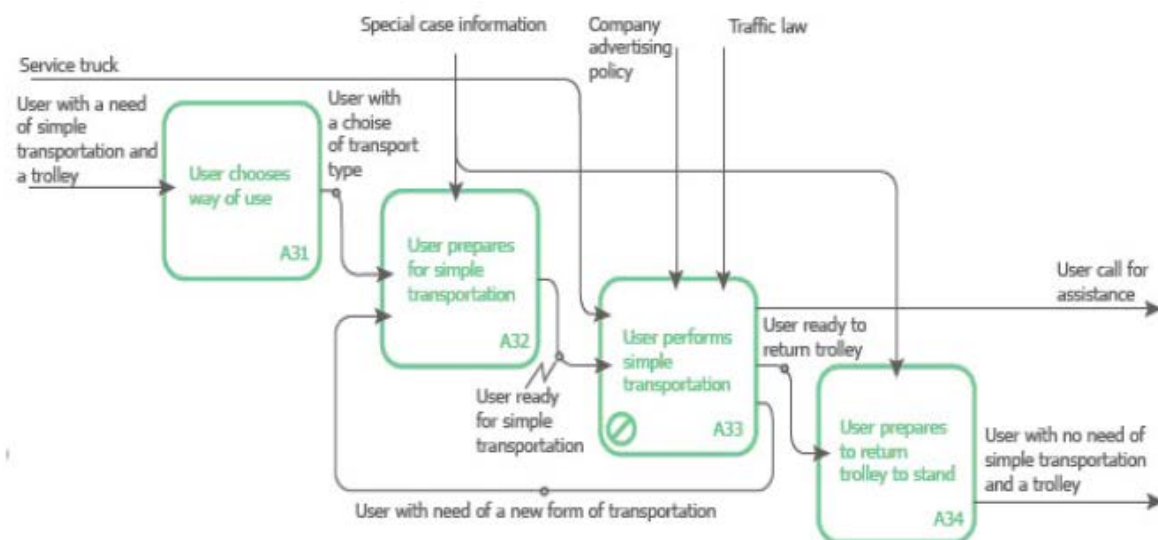 Special case information
Company
advertising
policy
Traffic law
Service truck
User with a need
of simple
transportation and
a trolley
User with
a choise
of transport
type
User chooses
way of use
A31
User prepares
for simple
transportation
A32
User call for
assistance
User performs
simple
transportation
A33
User ready to
return trolley
User ready
for simple
transportation
User prepares
to return
trolley to stand
A34
User with no need of
simple transportation
and a trolley
User with need of a new form of transportation